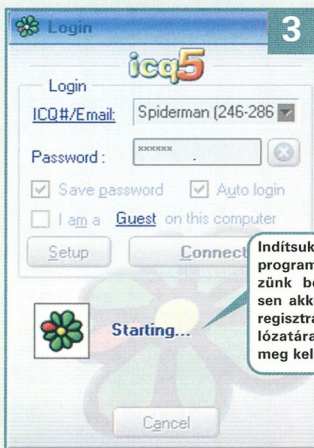 Login
3
icq5
Login
ICQ#/Email:
Spiderman (246-286
Password :
××××××
Save password
Auto login
I am a Guest on this computer
Setup
Connect
Indítsuk
program
zünk be
sen akk
regisztra
lózatára
meg kel
Starting...
Cancel